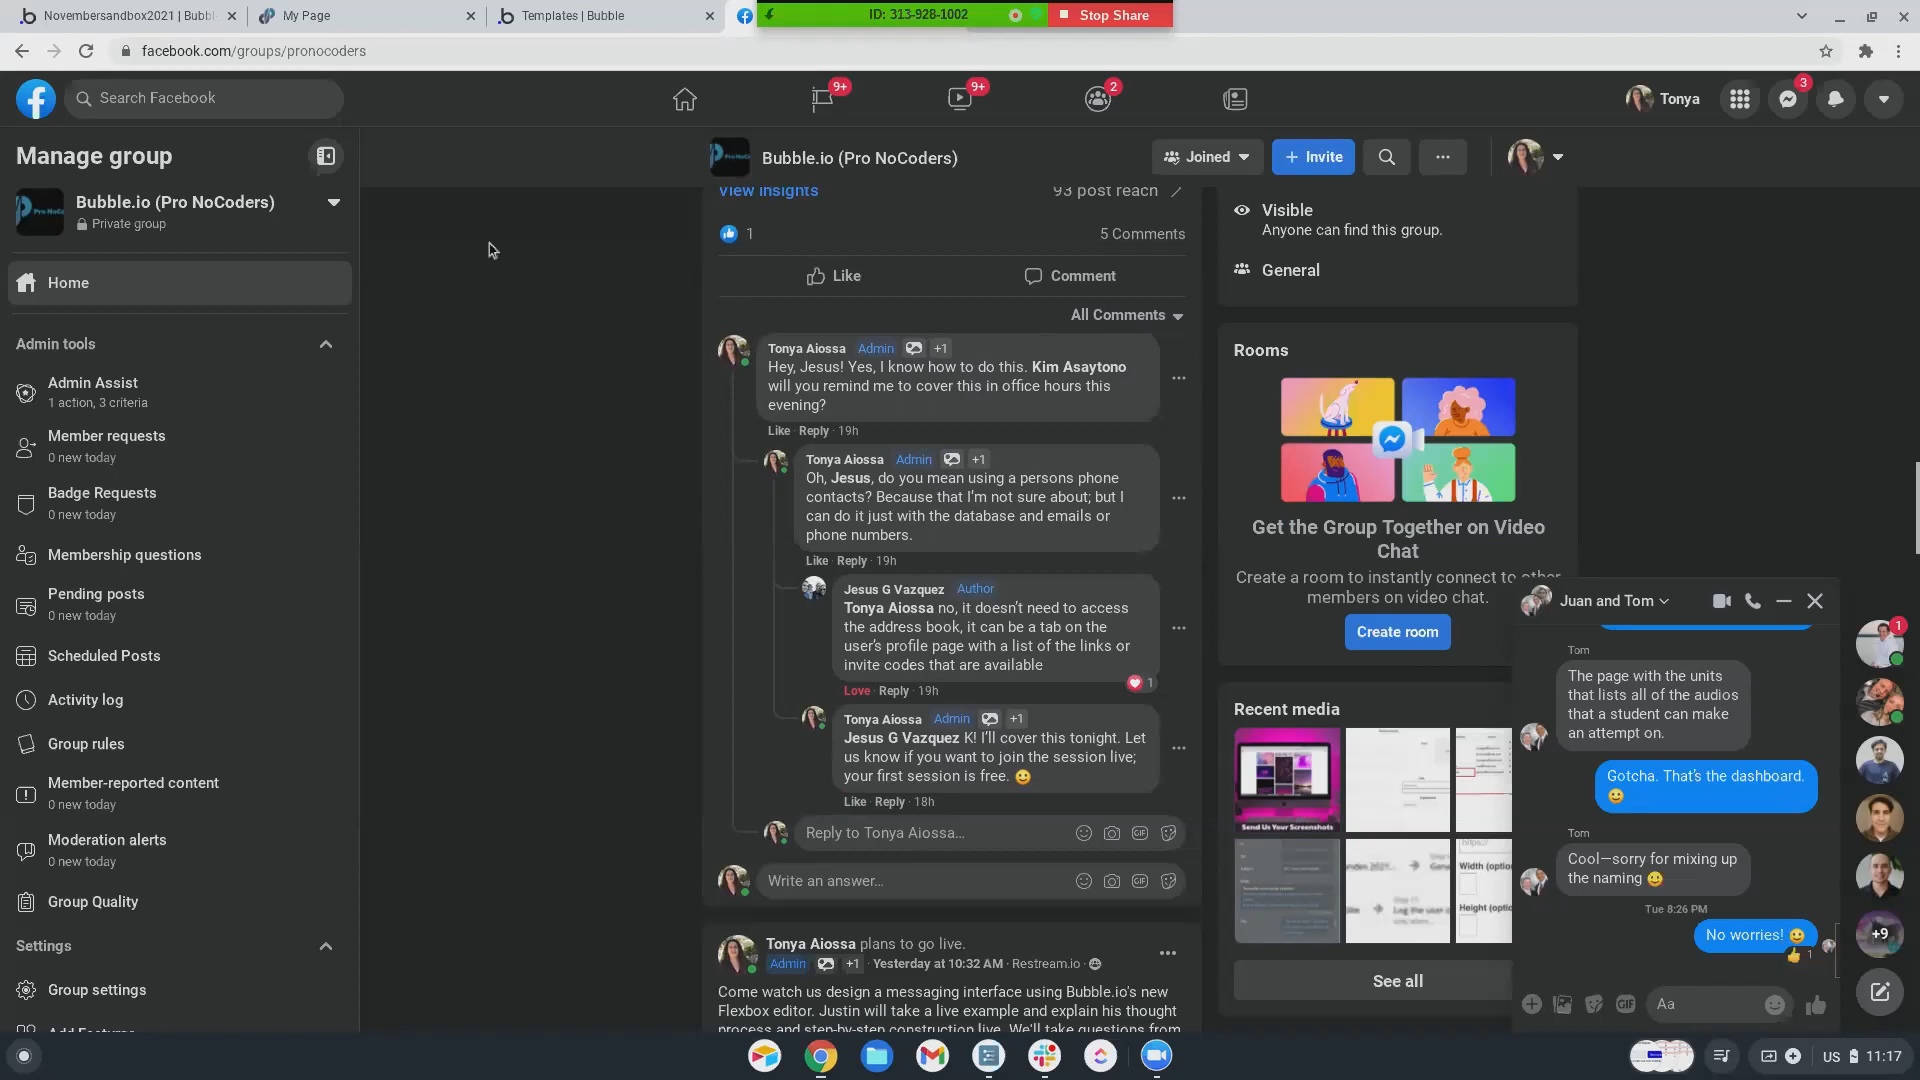 Novembersandbox2021 | Bubbl
My Page
Templates | Bubble
ID: 313-928-1002
Stop Share
facebook.com/groups/pronocoders
Search Facebook
9+
9+
2
Tonya
3
Manage group
Bubble.io (Pro NoCoders)
Private group
Home
Admin tools
Admin Assist
1 action, 3 criteria
Member requests
0 new today
Badge Requests
0 new today
Membership questions
Pending posts
0 new today
Scheduled Posts
Activity log
Group rules
Member-reported content
0 new today
Moderation alerts
0 new today
Group Quality
Settings
Group settings
Add Features
Bubble.io (Pro NoCoders)
Joined
+ Invite
View Insights
93 post reach
1
5 Comments
Like
Comment
All Comments
Tonya Aiossa Admin +1
Hey, Jesus! Yes, I know how to do this. Kim Asaytono
will you remind me to cover this in office hours this
evening?
Like · Reply · 19h
Tonya Aiossa Admin +1
Oh, Jesus, do you mean using a persons phone
contacts? Because that I'm not sure about; but I
can do it just with the database and emails or
phone numbers.
Like · Reply · 19h
Jesus G Vazquez Author
Tonya Aiossa no, it doesn't need to access
the address book, it can be a tab on the
user's profile page with a list of the links or
invite codes that are available
Love · Reply · 19h
1
Tonya Aiossa Admin +1
Jesus G Vazquez K! I'll cover this tonight. Let
us know if you want to join the session live;
your first session is free. 🙂
Like · Reply · 18h
Reply to Tonya Aiossa...
GIF
Write an answer...
GIF
Tonya Aiossa plans to go live.
Admin +1 · Yesterday at 10:32 AM · Restream.io ·
Come watch us design a messaging interface using Bubble.io's new
Flexbox editor. Justin will take a live example and explain his thought
process and step-by-step construction live. We'll take questions from
Visible
Anyone can find this group.
General
Rooms
Get the Group Together on Video
Chat
Create a room to instantly connect to other
members on video chat.
Create room
Recent media
Send Us Your Screenshots
Width (optio
Height (optio
See all
Juan and Tom
Tom
The page with the units
that lists all of the audios
that a student can make
an attempt on.
Gotcha. That's the dashboard.
🙂
Tom
Cool—sorry for mixing up
the naming 🙂
Tue 8:26 PM
No worries! 🙂
👍 1
GIF
Aa
1
+9
US
11:17